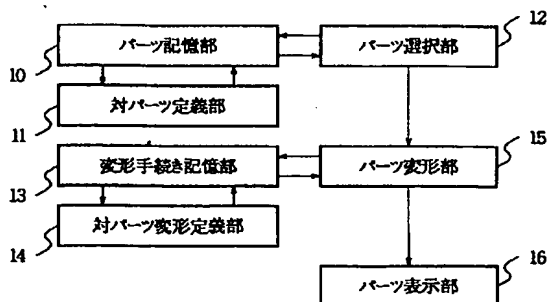 12
パーツ記憶部
パーツ選択部
10
対パーツ定義部
11
15
変形手続き記憶部
パーツ変形部
13
対パーツ変形定義部
14
16
パーツ表示部